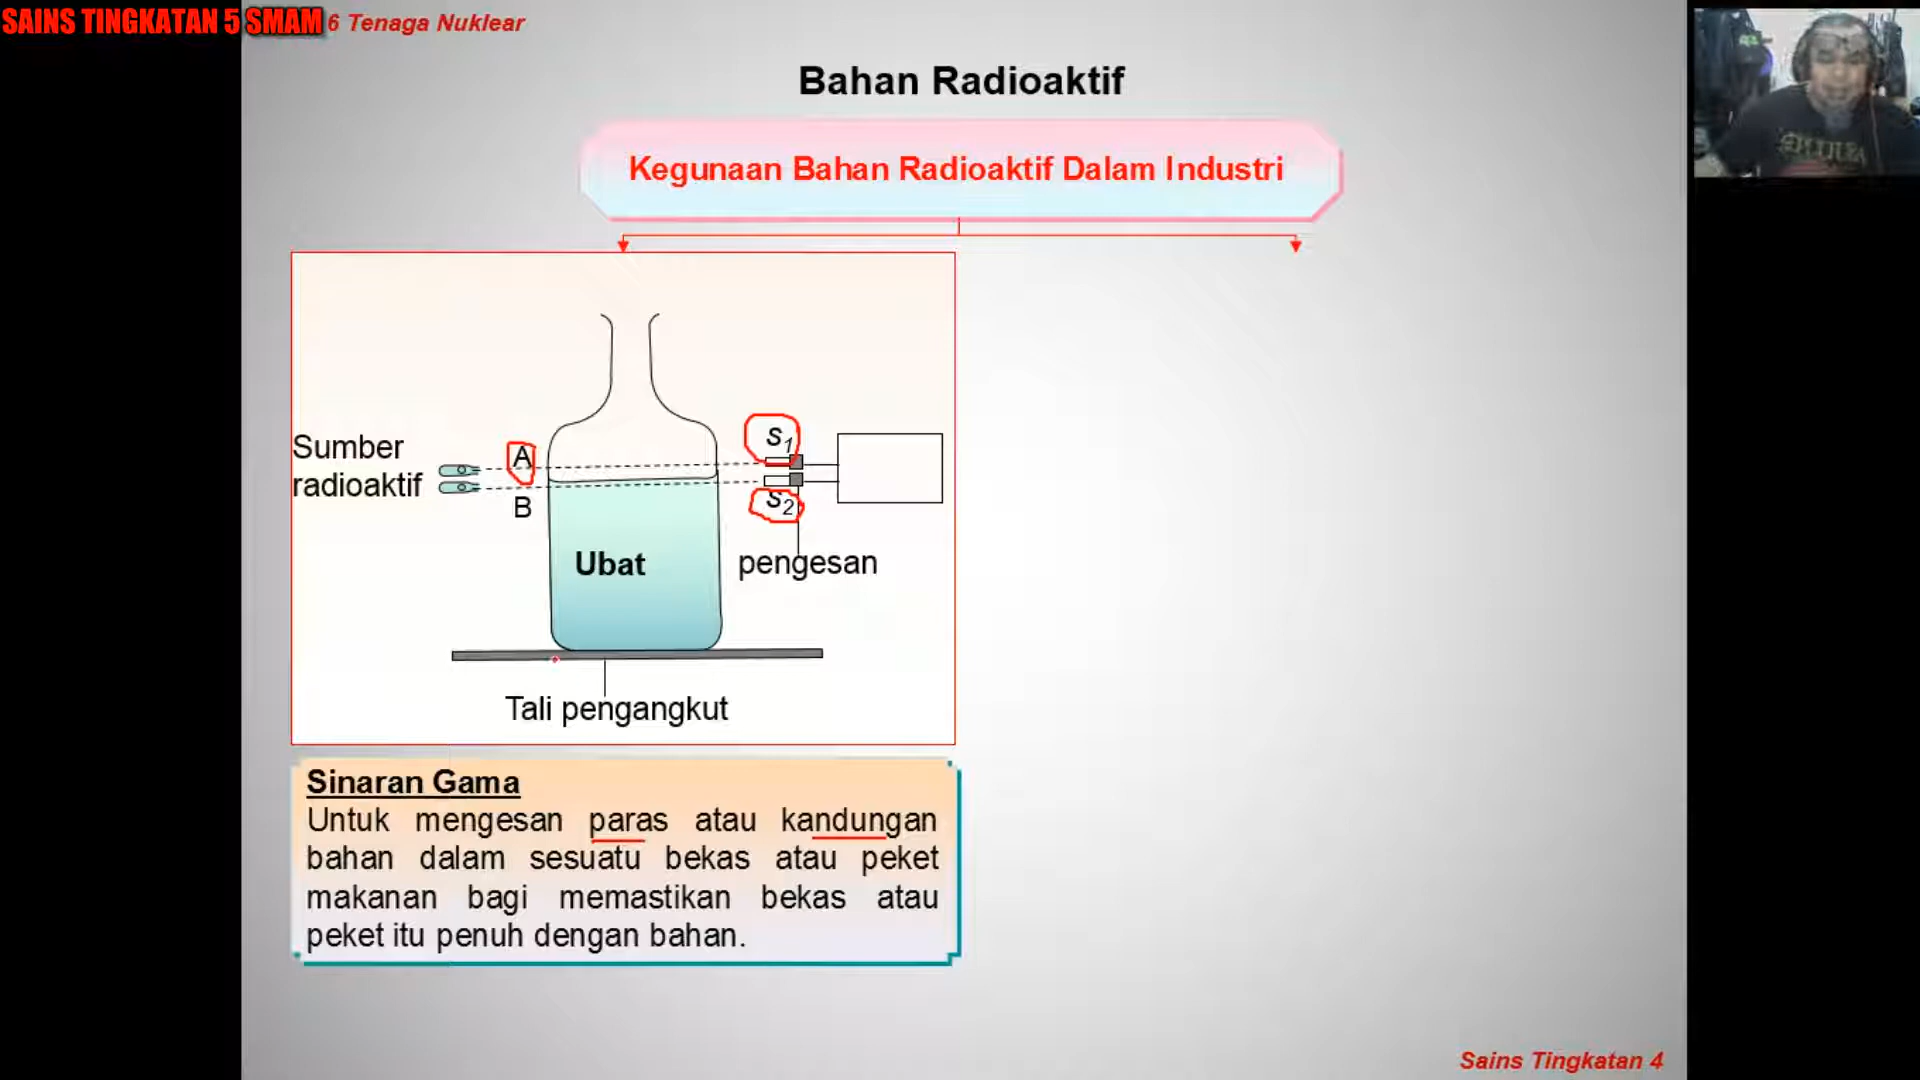 SAINS TINGKATAN 5 SMAM
6 Tenaga Nuklear
Bahan Radioaktif
Kegunaan Bahan Radioaktif Dalam Industri
Sumber
radioaktif
A
B
S1
S2
Ubat
pengesan
Tali pengangkut
Sinaran Gama
Untuk mengesan paras atau kandungan
bahan dalam sesuatu bekas atau peket
makanan bagi memastikan bekas atau
peket itu penuh dengan bahan.
Sains Tingkatan 4